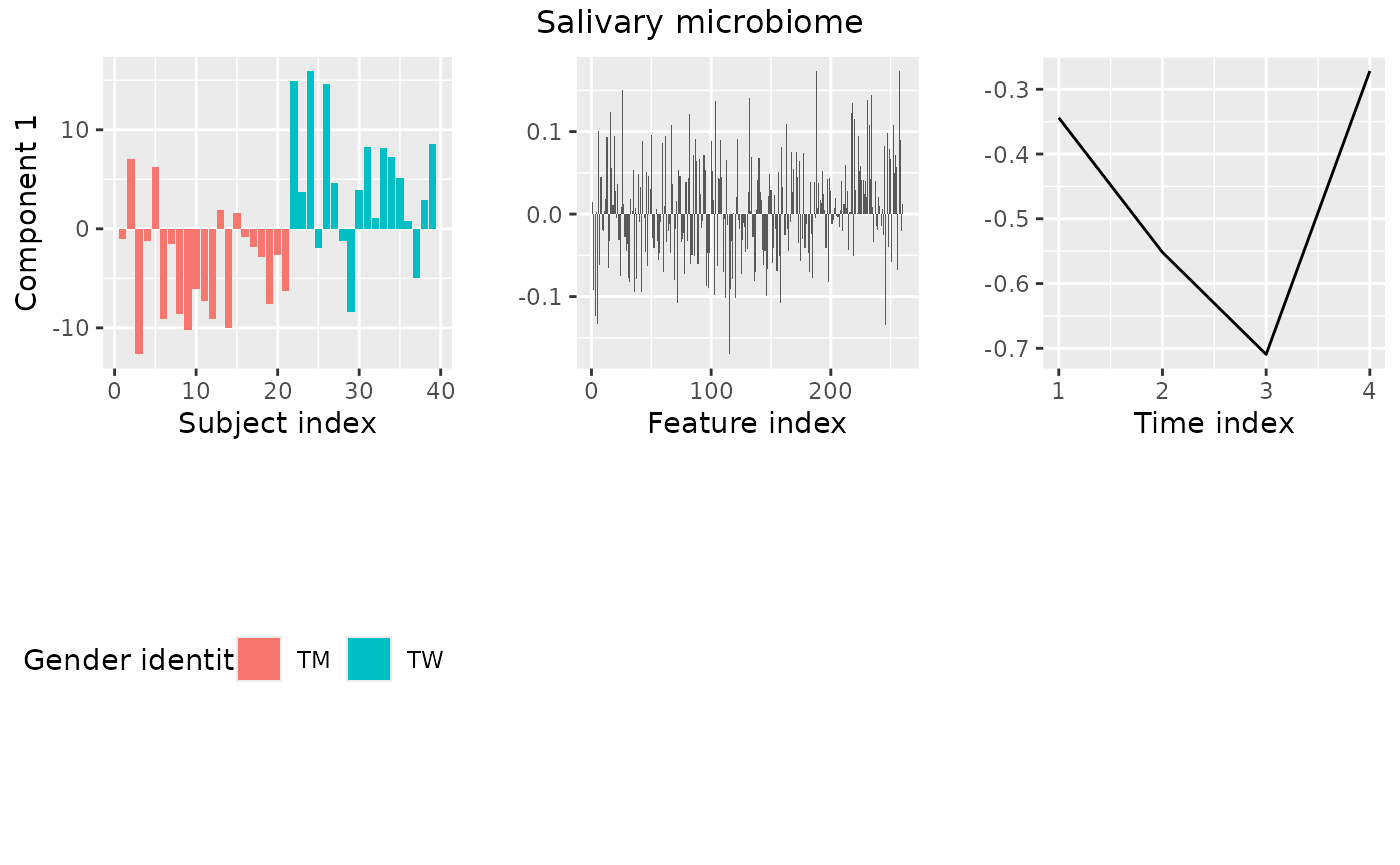 Salivary microbiome
Component 1
10
0
-10
0 10 20 30 40
Subject index
0.1
0.0
-0.1
0 100 200
Feature index
-0.3
-0.4
-0.5
-0.6
-0.7
1 2 3 4
Time index
Gender identit TM TW